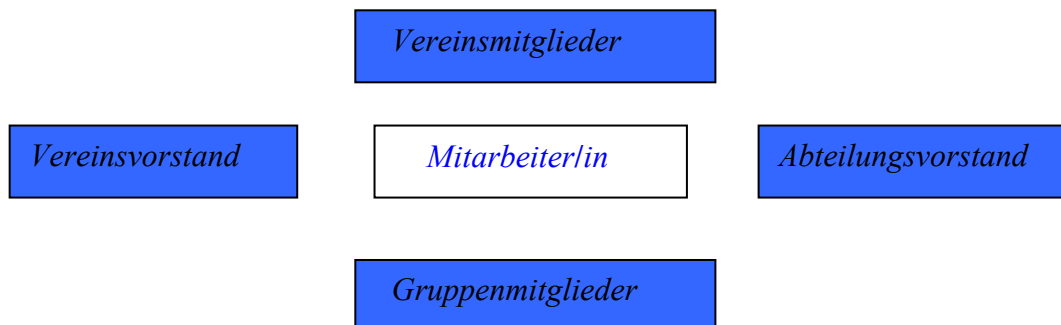 Vereinsmitglieder
Vereinsvorstand
Mitarbeiter/in
Abteilungsvorstand
Gruppenmitglieder